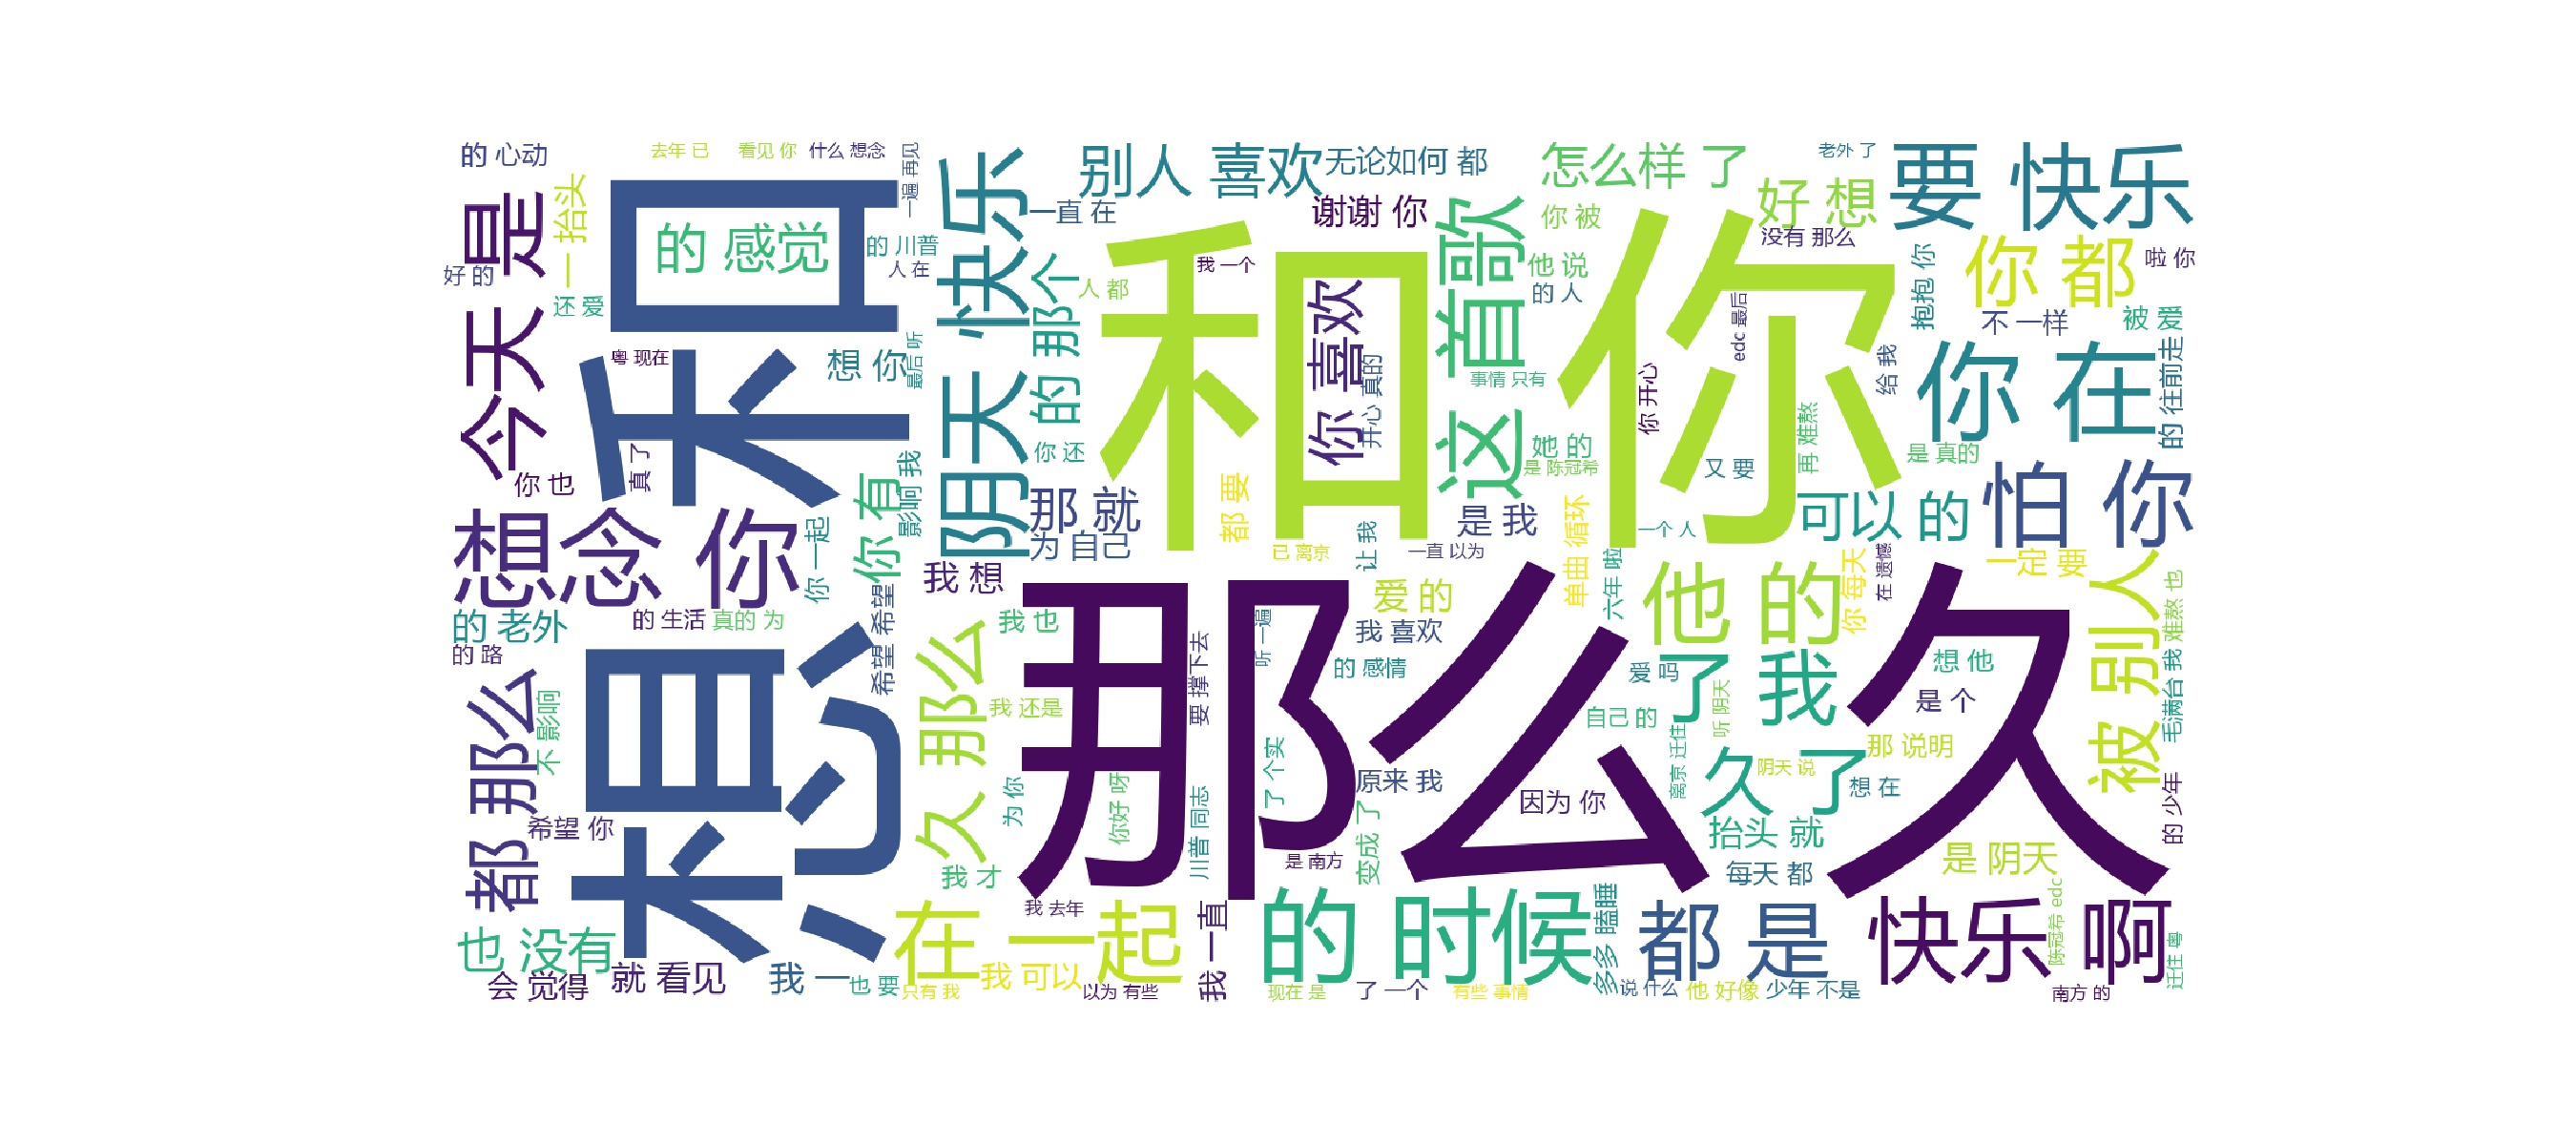 的 心动
去年 已
看见 你
什么 想念
一遍 再见
阴天 快乐
别人 喜欢
无论如何 都
怎么样 了
老外 了
要 快乐
今天 是
一 抬头
想 和
的 感觉
的 川普
人 在
一直 在
谢谢 你
这 首歌
你 被
好 想
没有 那么
你 都
啦 你
好 的
还 爱
的 那个
人 都
我 一个
和 你
你 喜欢
他 说
的 人
edc 最后
抱抱 你
不 一样
被 爱
粤 现在
想 你
最后 听
开心 真的
事情 只有
你 开心
给 我
你 在
的 往前走
真 了
你 也
你 有
影响 我
你 还
她的
是 陈冠希
又 要
再 难熬
是 真的
怕 你
想念 你
你 一起
那 就
为 自己
都 要
已 离京
让 我
一直 以为
是 我
单曲 循环
一个 人
可以 的
一定 要
我 想
希望 希望
爱 的
六年 啦
他 的
你 每天
在 遗憾
被 别人
难熬 也
的 老外
的 生活
真的 为
久 那么
我 也
要 撑下去
听 一遍
我 喜欢
的 感情
爱 吗
了 我
想 他
是 个
毛满台 我
的 路
都 那么
不 影响
我 还是
那么 久
自己 的
听 阴天
离京 迁住
久 了
那 说明
阴天 说
想 在
的 少年
希望 你
为 你
你好 呀
川普 同志
了 个实
原来 我
变成 了
因为 你
抬头 就
每天 都
是 阴天
我 才
是 南方
也 没有
会 觉得
就 看见
我 一
也 要
在 一起
只有 我
我 可以
我 去年
以为 有些
我 一直
的 时候
现在 是
了 一个
有些 事情
多多 瞌睡
说 什么
都 是
他 好像
少年 不是
快乐 啊
陈冠希 edc
南方 的
迁住 粤